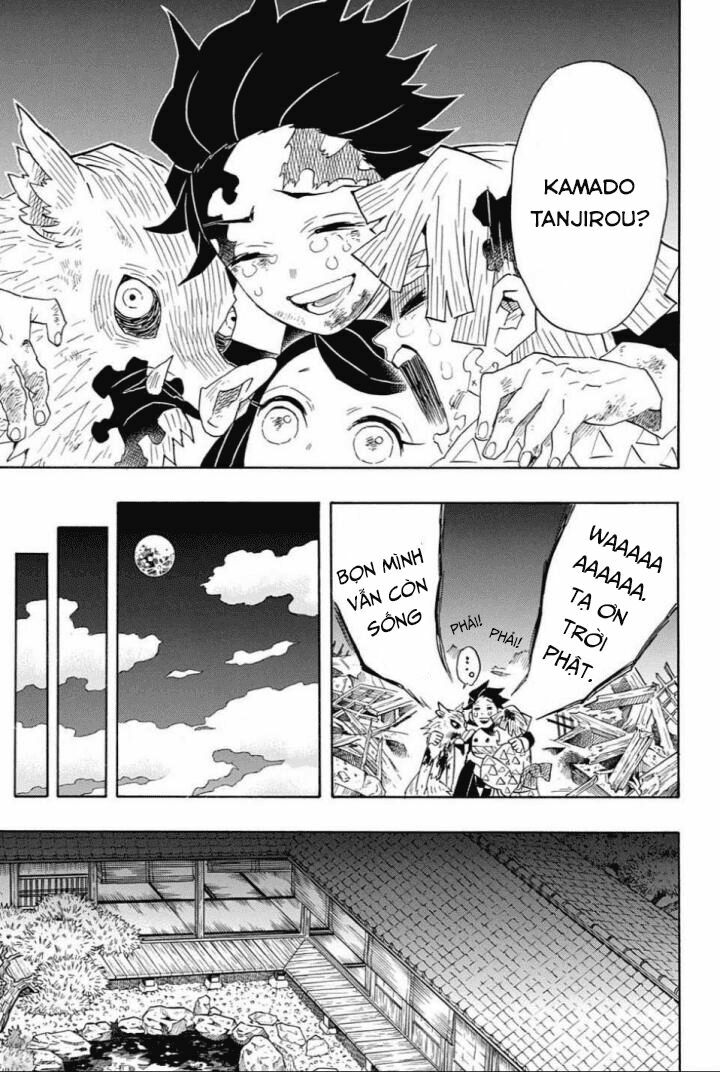 KAMADO
TANJIROU?
WAAAAA
AAAAAA.
TẠ ƠN
TRỜI
PHẬT.
PHẢI!
PHẢI!
BỌN MÌNH
VẪN CÒN
SỐNG